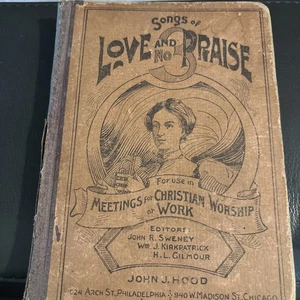 Songs of
LOVE AND PRAISE
No 3
For use in
MEETINGS for CHRISTIAN WORSHIP
or WORK
EDITORS:
JOHN R. SWENEY
WM J. KIRKPATRICK
H. L. GILMOUR
JOHN J. HOOD
1024 ARCH ST. PHILADELPHIA 940 W. MADISON ST. CHICAGO